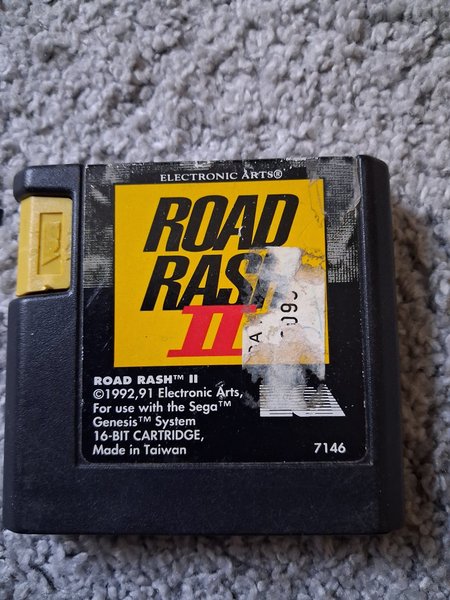 ELECTRONIC ARTS®
ROAD
RASH
II
ROAD RASH™ II
©1992,91 Electronic Arts,
For use with the Sega™
Genesis™ System
16-BIT CARTRIDGE,
Made in Taiwan
7146